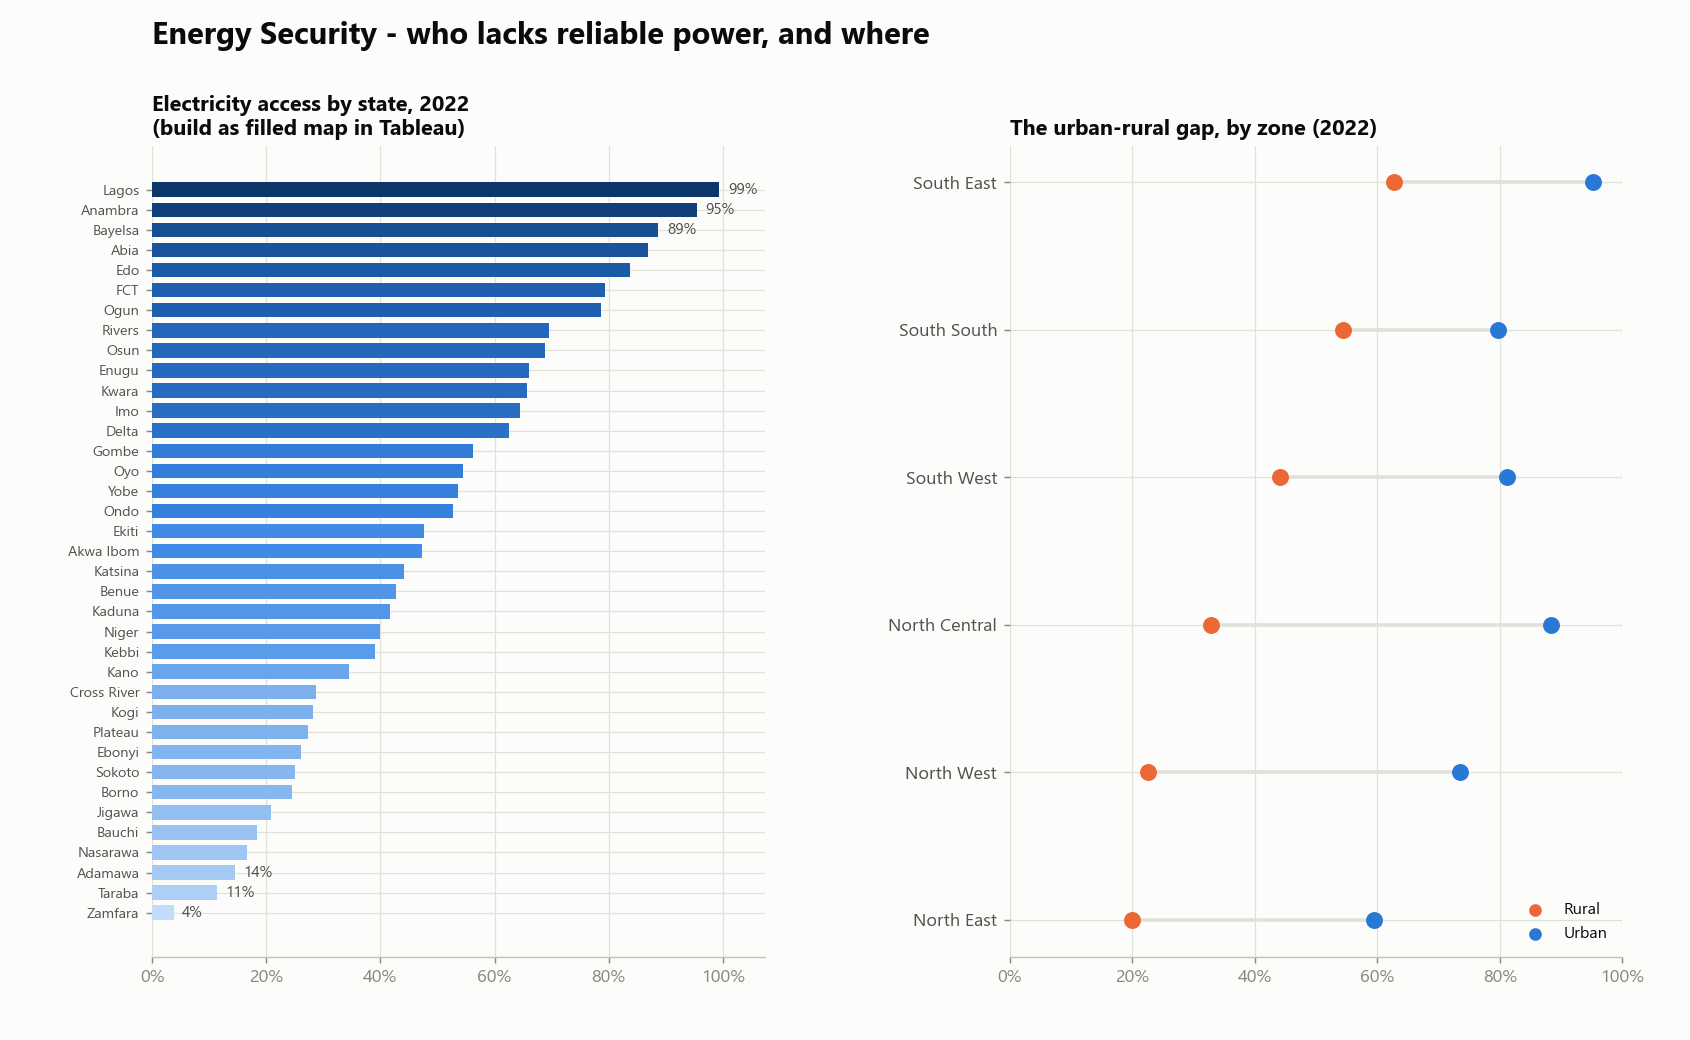 Energy Security - who lacks reliable power, and where
Electricity access by state, 2022
(build as filled map in Tableau)
Lagos
99%
Anambra
95%
Bayelsa
89%
Abia
Edo
FCT
Ogun
Rivers
Osun
Enugu
Kwara
Imo
Delta
Gombe
Oyo
Yobe
Ondo
Ekiti
Akwa Ibom
Katsina
Benue
Kaduna
Niger
Kebbi
Kano
Cross River
Kogi
Plateau
Ebonyi
Sokoto
Borno
Jigawa
Bauchi
Nasarawa
Adamawa
14%
Taraba
11%
Zamfara
4%
0% 20% 40% 60% 80% 100%
The urban-rural gap, by zone (2022)
South East
South South
South West
North Central
North West
North East
Rural
Urban
0% 20% 40% 60% 80% 100%